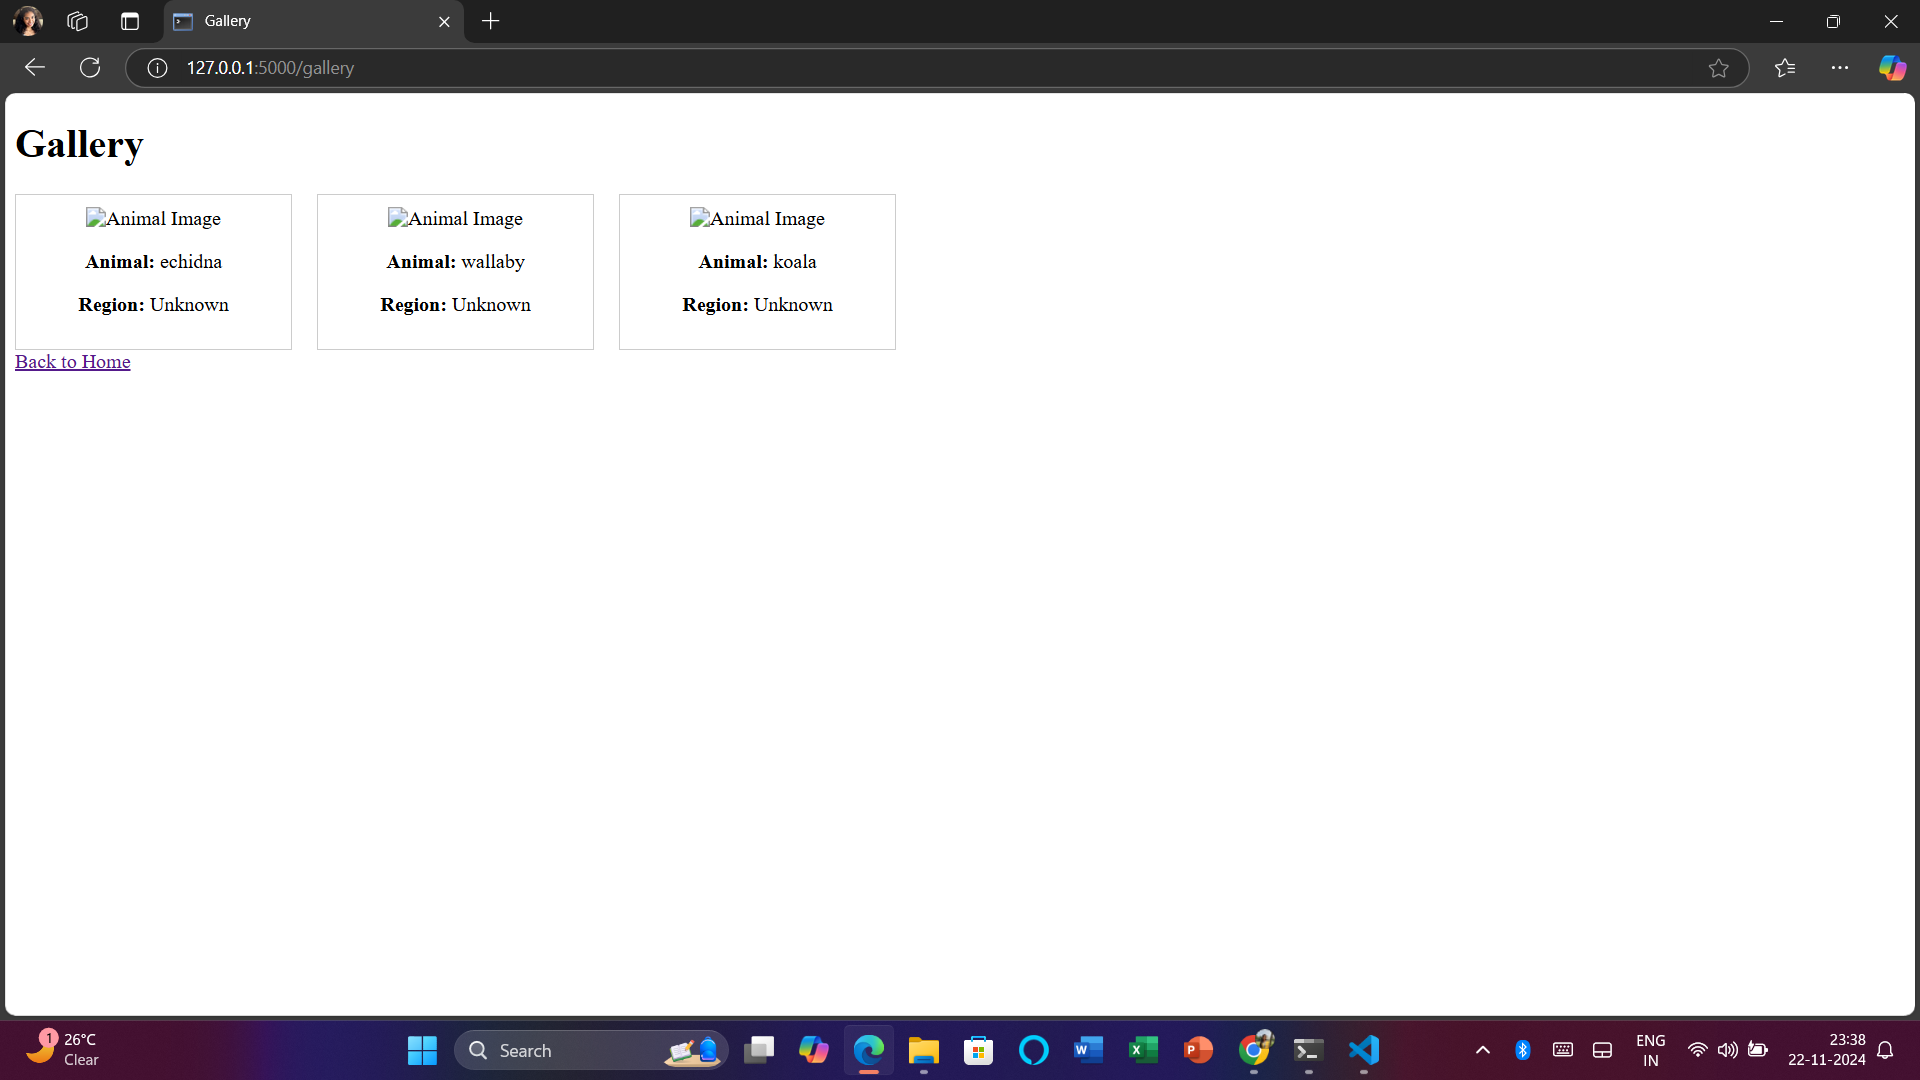 Gallery
127.0.0.1:5000/gallery
Gallery
Animal Image
Animal: echidna
Region: Unknown
Animal Image
Animal: wallaby
Region: Unknown
Animal Image
Animal: koala
Region: Unknown
Back to Home
1
26°C
Clear
Search
W
X
P
ENG
IN
23:38
22-11-2024